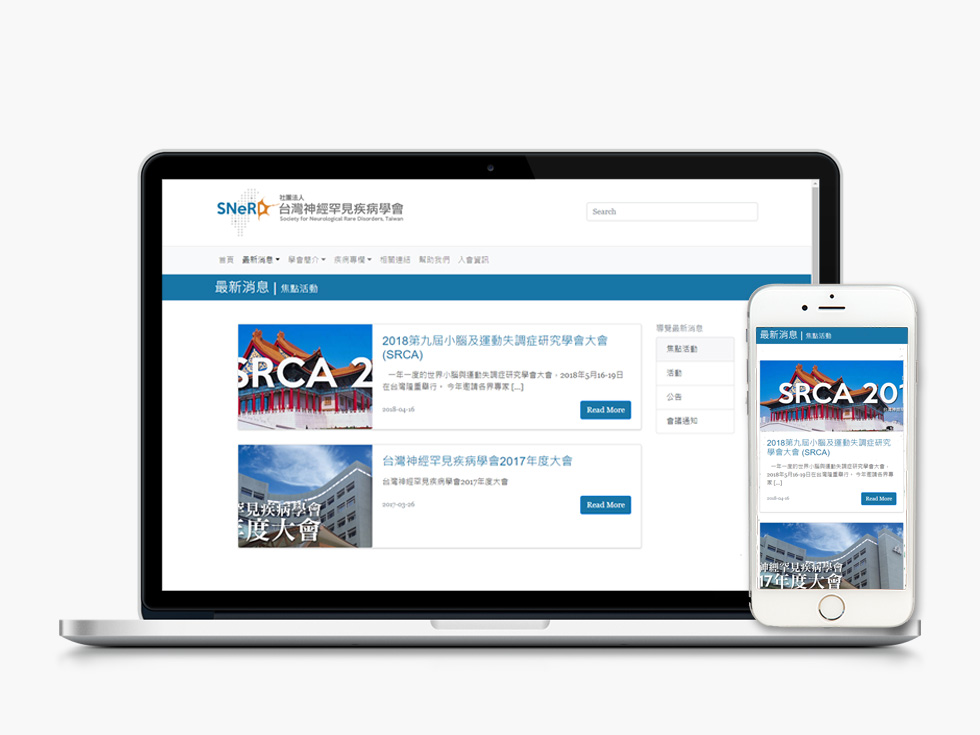 SNeRD
社團法人
台灣神經罕見疾病學會
Society for Neurological Rare Disorders, Taiwan
Search
首頁 最新消息 學會簡介 疾病專欄 相關連結 幫助我們 入會資訊
最新消息 | 焦點活動
SRCA 2
2018第九屆小腦及運動失調症研究學會大會
(SRCA)
一年一度的世界小腦與運動失調症研究學會大會，2018年5月16-19日
在台灣隆重舉行。 今年邀請各界專家 [...]
2018-04-16
Read More
罕見疾病學會
年度大會
台灣神經罕見疾病學會2017年度大會
台灣神經罕見疾病學會2017年度大會
2017-03-26
Read More
導覽最新消息
焦點活動
活動
公告
會議通知
最新消息 | 焦點活動
SRCA 201
2018第九屆小腦及運動失調症研究
學會大會 (SRCA)
一年一度的世界小腦與運動失調症研究學會大會，
2018年5月16-19日在台灣隆重舉行。 今年邀請各界專
家 [...]
2018-04-16
Read More
神經罕見疾病學會
17年度大會